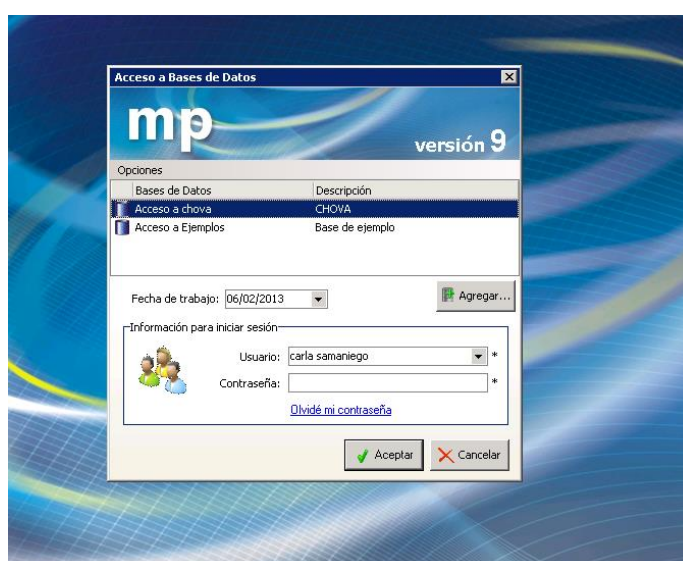 Acceso a Bases de Datos
mp
versión 9
Opciones
Bases de Datos Descripción
Acceso a chova CHOVA
Acceso a Ejemplos Base de ejemplo
Fecha de trabajo: 06/02/2013
Agregar...
Información para iniciar sesión
Usuario: carla samaniego *
Contraseña: *
Olvidé mi contraseña
Aceptar Cancelar